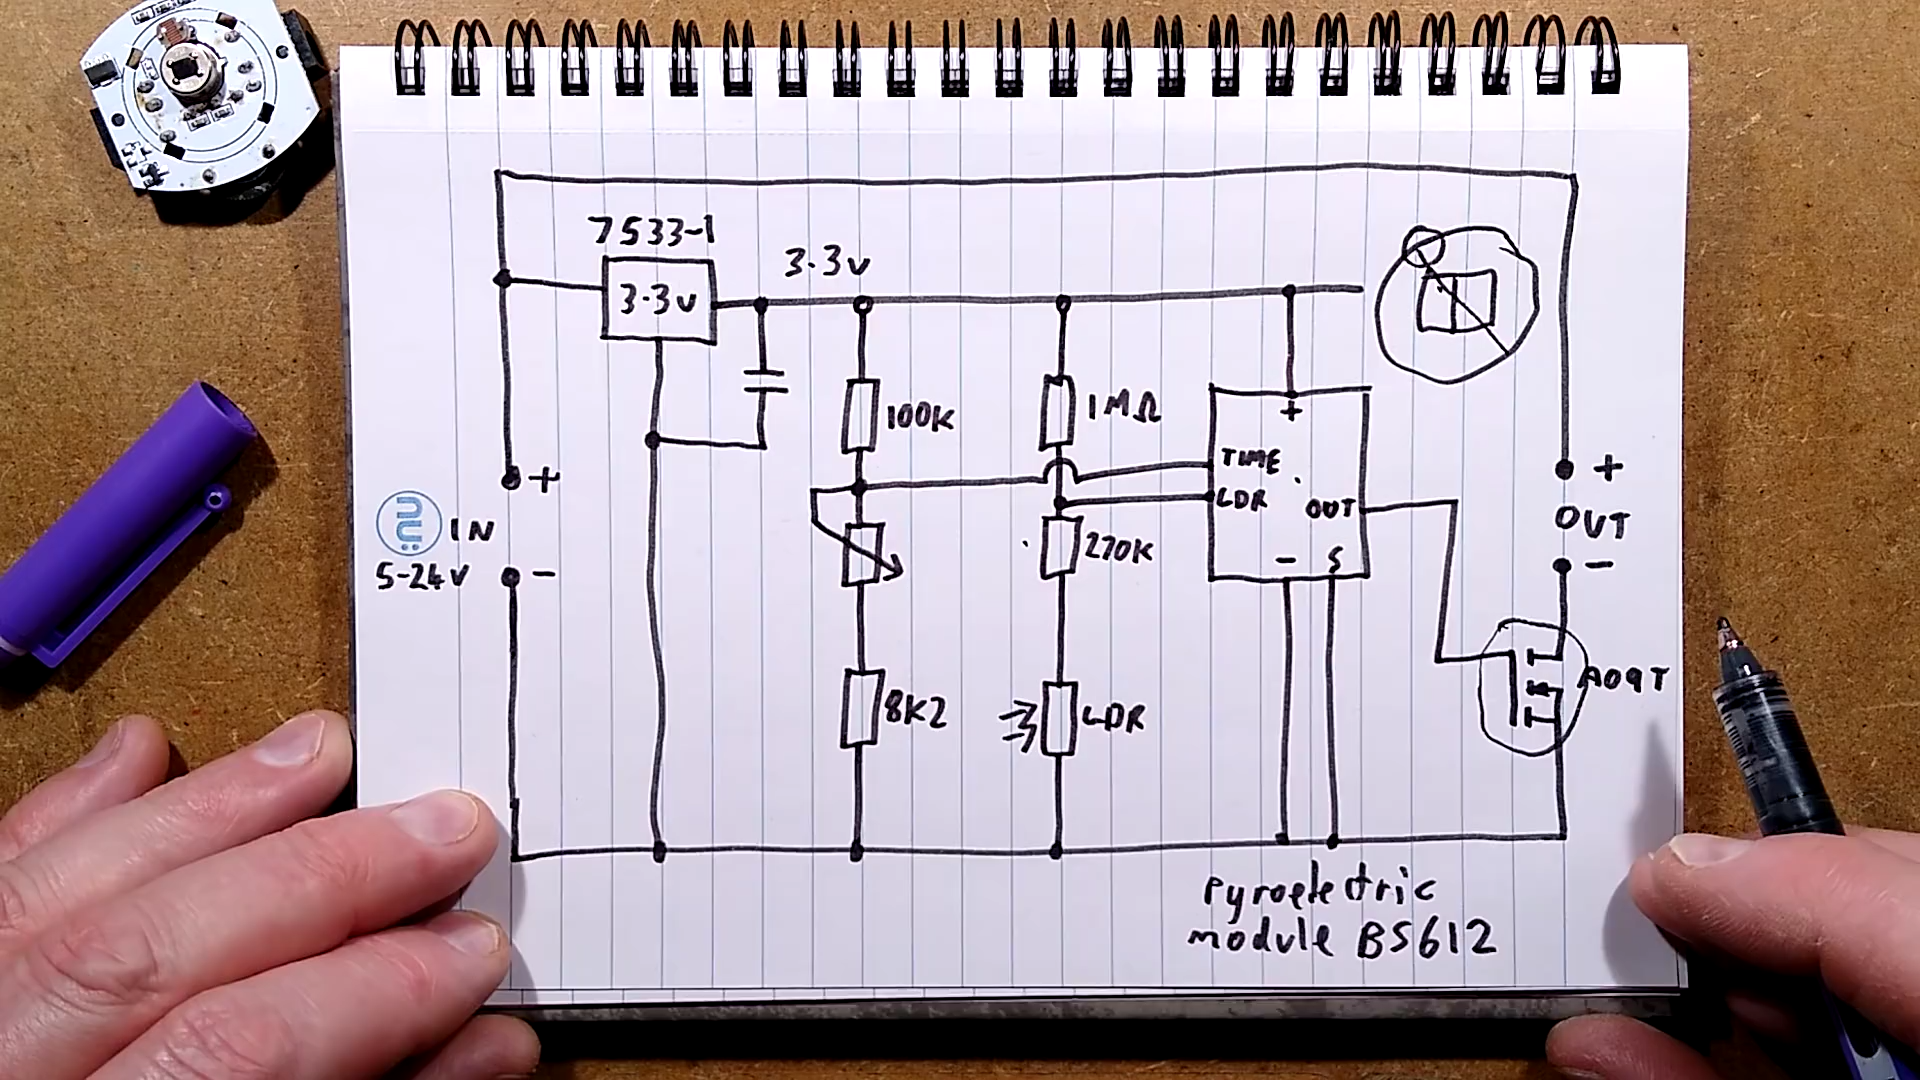 7533-1
3.3v
3.3v
100K
1MΩ
+
TIME
LDR
OUT
- S
+
IN
5-24V
-
+
OUT
-
270K
8K2
LDR
A09T
Pyroelectric
module BS612